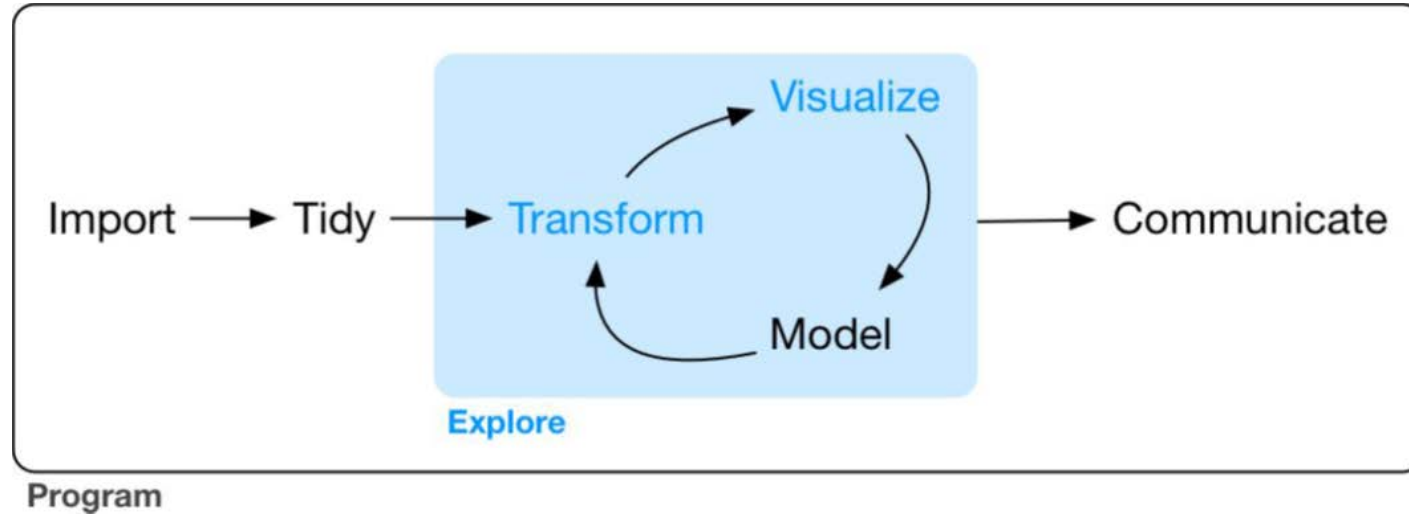 Visualize
Import
Tidy
Transform
Communicate
Model
Explore
Program